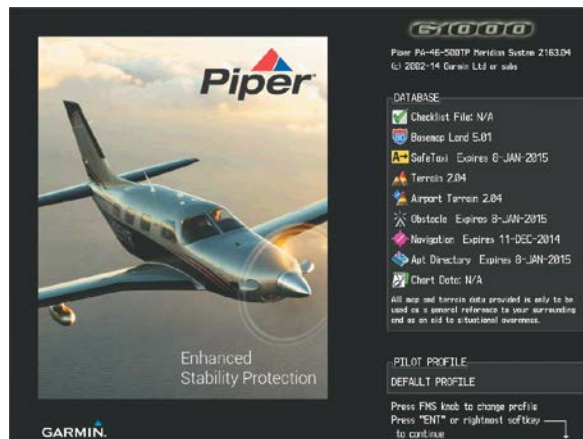 G1000
Piper PA-46-500TP Meridian System 2163.04
(c) 2002-14 Garmin Ltd or subs
Piper
DATABASE
Checklist File: N/A
Basemap Land 5.01
SafeTaxi Expires 8-JAN-2015
Terrain 2.04
Airport Terrain 2.04
Obstacle Expires 8-JAN-2015
Navigation Expires 11-DEC-2014
Apt Directory Expires 8-JAN-2015
Chart Data: N/A
All map and terrain data provided is only to be
used as a general reference to your surrounding
and as an aid to situational awareness.
Enhanced
Stability Protection
PILOT PROFILE
DEFAULT PROFILE
Press FMS knob to change profile
Press "ENT" or rightmost softkey
to continue
GARMIN.